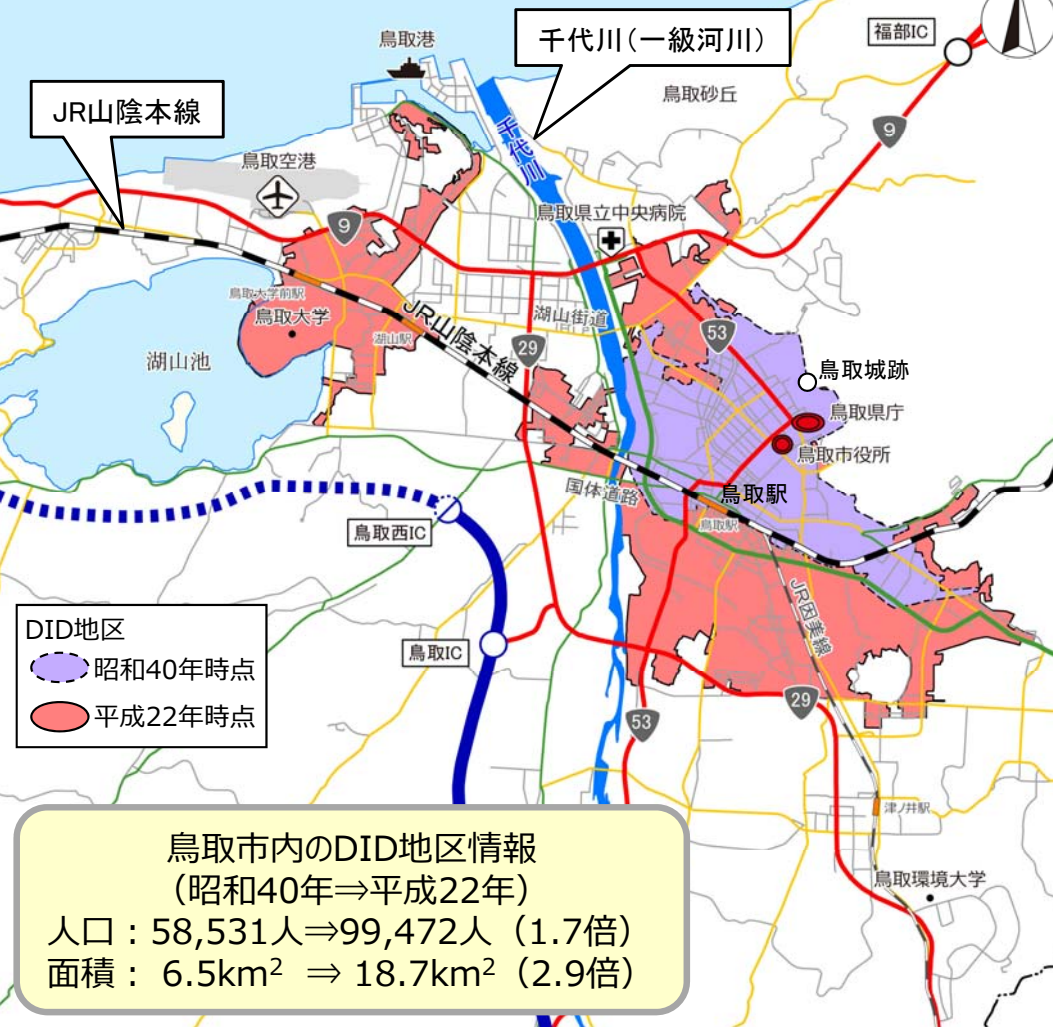 鳥取港
千代川（一級河川）
福部IC
JR山陰本線
鳥取砂丘
千代川
9
鳥取空港
鳥取県立中央病院
9
鳥取大学前駅
鳥取大学
湖山街道
JR山陰本線
湖山駅
53
29
湖山池
鳥取城跡
鳥取県庁
鳥取市役所
国体道路
鳥取駅
鳥取駅
鳥取西IC
JR因美線
DID地区
昭和40年時点
平成22年時点
鳥取IC
29
53
津ノ井駅
鳥取環境大学
鳥取市内のDID地区情報
（昭和40年⇒平成22年）
人口：58,531人⇒99,472人（1.7倍）
面積： 6.5km² ⇒ 18.7km²（2.9倍）